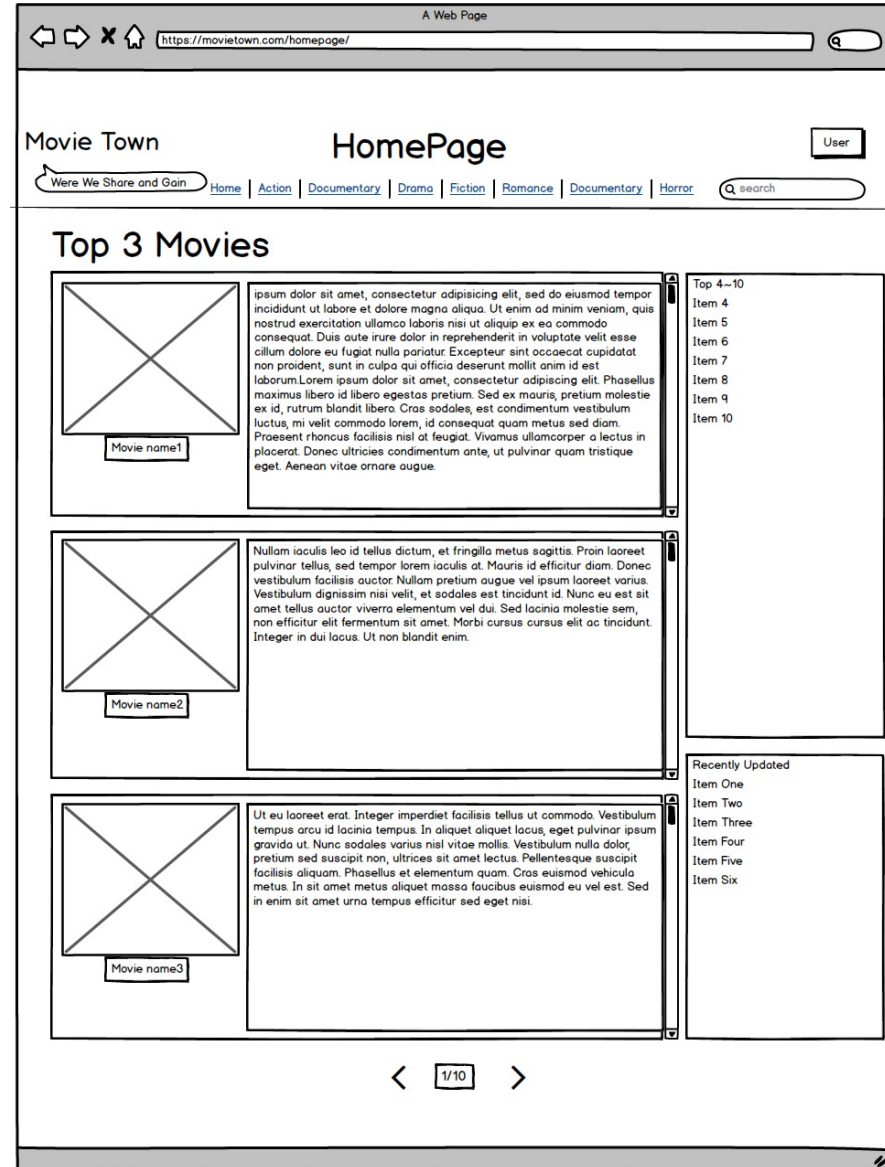 A Web Page
https://movietown.com/homepage/
Movie Town
HomePage
User
Were We Share and Gain
Home | Action | Documentary | Drama | Fiction | Romance | Documentary | Horror
search
Top 3 Movies
ipsum dolor sit amet, consectetur adipisicing elit, sed do eiusmod tempor
incididunt ut labore et dolore magna aliqua. Ut enim ad minim veniam, quis
nostrud exercitation ullamco laboris nisi ut aliquip ex ea commodo
consequat. Duis aute irure dolor in reprehenderit in voluptate velit esse
cillum dolore eu fugiat nulla pariatur. Excepteur sint occaecat cupidatat
non proident, sunt in culpa qui officia deserunt mollit anim id est
laborum.Lorem ipsum dolor sit amet, consectetur adipiscing elit. Phasellus
maximus libero id libero egestas pretium. Sed ex mauris, pretium molestie
ex id, rutrum blandit libero. Cras sodales, est condimentum vestibulum
luctus, mi velit commodo lorem, id consequat quam metus sed diam.
Praesent rhoncus facilisis nisl at feugiat. Vivamus ullamcorper a lectus in
placerat. Donec ultricies condimentum ante, ut pulvinar quam tristique
eget. Aenean vitae ornare augue.
Movie name1
Nullam iaculis leo id tellus dictum, et fringilla metus sagittis. Proin laoreet
pulvinar tellus, sed tempor lorem iaculis at. Mauris id efficitur diam. Donec
vestibulum facilisis auctor. Nullam pretium augue vel ipsum laoreet varius.
Vestibulum dignissim nisi velit, et sodales est tincidunt id. Nunc eu est sit
amet tellus auctor viverra elementum vel dui. Sed lacinia molestie sem,
non efficitur elit fermentum sit amet. Morbi cursus cursus elit ac tincidunt.
Integer in dui lacus. Ut non blandit enim.
Movie name2
Ut eu laoreet erat. Integer imperdiet facilisis tellus ut commodo. Vestibulum
tempus arcu id lacinia tempus. In aliquet aliquet lacus, eget pulvinar ipsum
gravida ut. Nunc sodales varius nisl vitae mollis. Vestibulum nulla dolor,
pretium sed suscipit non, ultrices sit amet lectus. Pellentesque suscipit
facilisis aliquam. Phasellus et elementum quam. Cras euismod vehicula
metus. In sit amet metus aliquet massa faucibus euismod eu vel est. Sed
in enim sit amet urna tempus efficitur sed eget nisi.
Movie name3
Top 4~10
Item 4
Item 5
Item 6
Item 7
Item 8
Item 9
Item 10
Recently Updated
Item One
Item Two
Item Three
Item Four
Item Five
Item Six
1/10